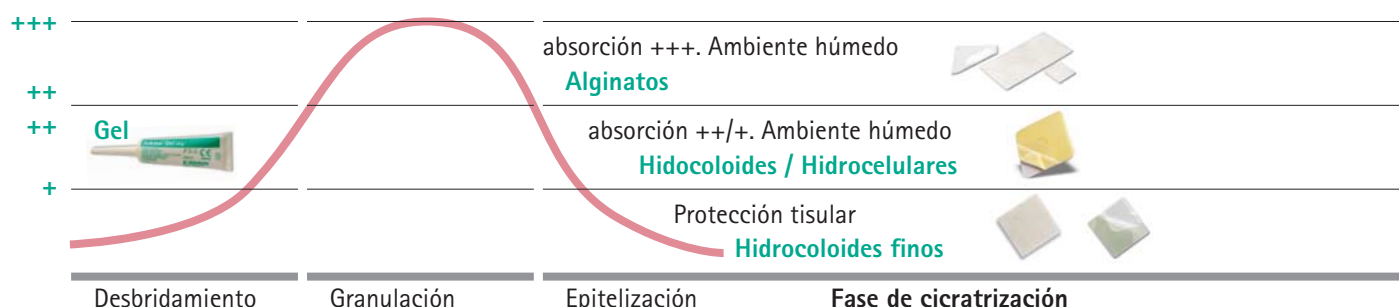 +++
absorción +++. Ambiente húmedo
Alginatos
++
++
Gel
absorción ++/+. Ambiente húmedo
Hidocoloides / Hidrocelulares
+
Protección tisular
Hidrocoloides finos
Desbridamiento
Granulación
Epitelización
Fase de cicratrización